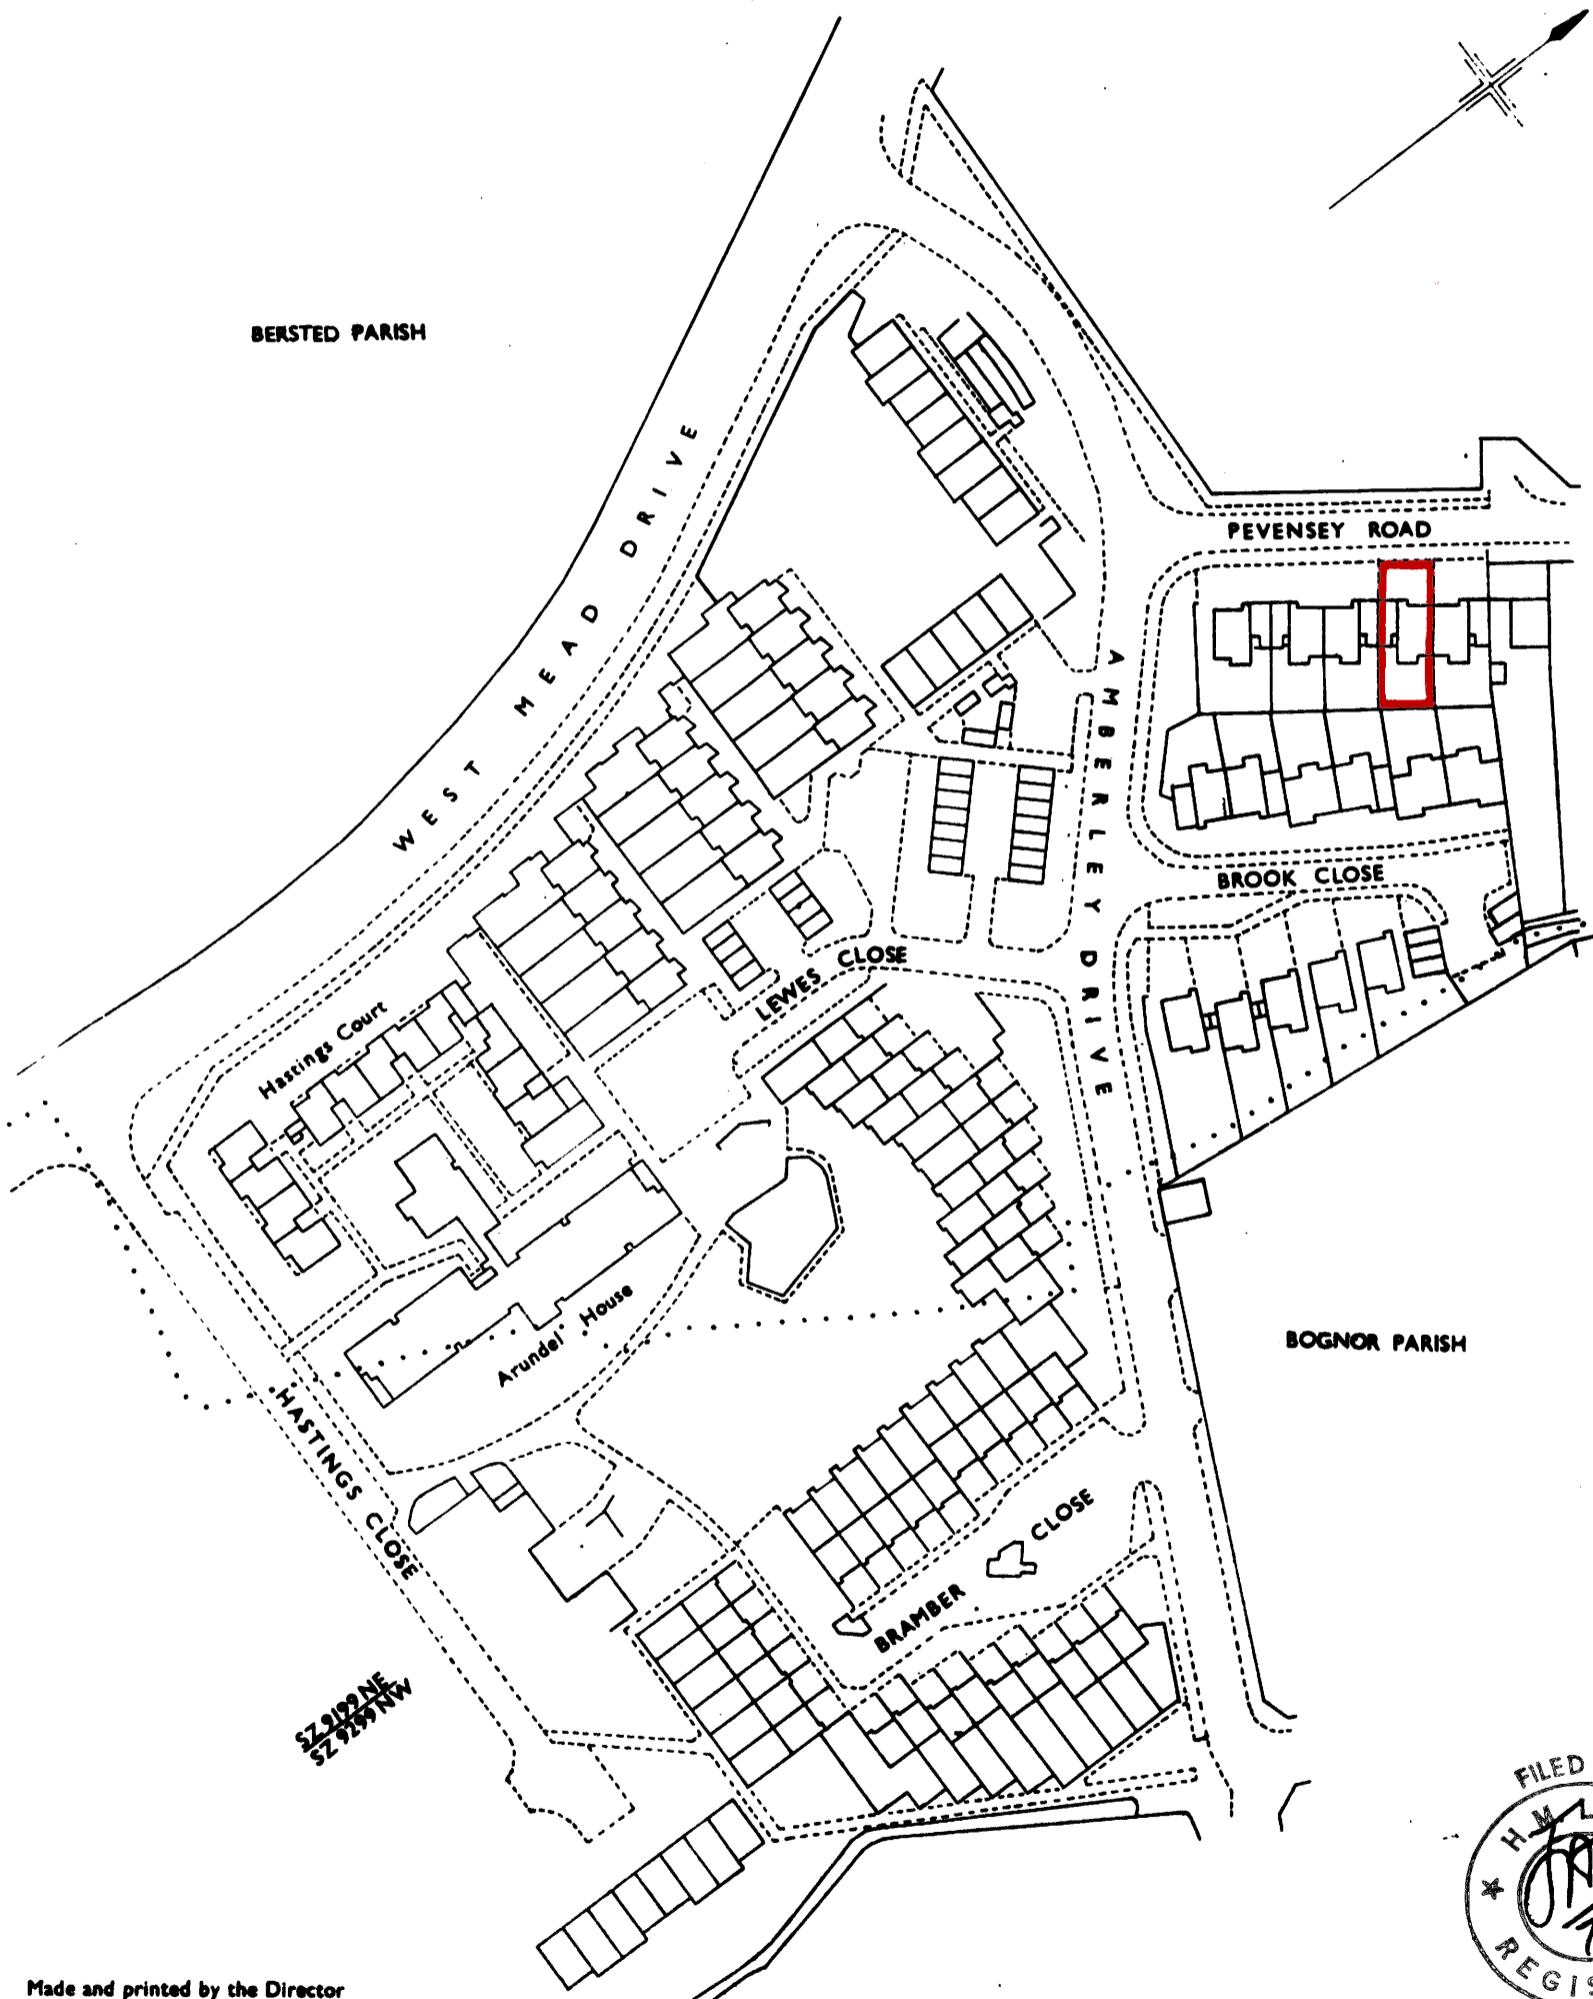 BERSTED PARISH
WEST MEAD DRIVE
PEVENSEY ROAD
AMBERLEY DRIVE
BROOK CLOSE
LEWES CLOSE
Hastings Court
Arundel House
BOGNOR PARISH
HASTINGS CLOSE
BRAMBER CLOSE
SZ 9199 NE
SZ 9299 NW
FILED
H.M.
REGIS
Made and printed by the Director